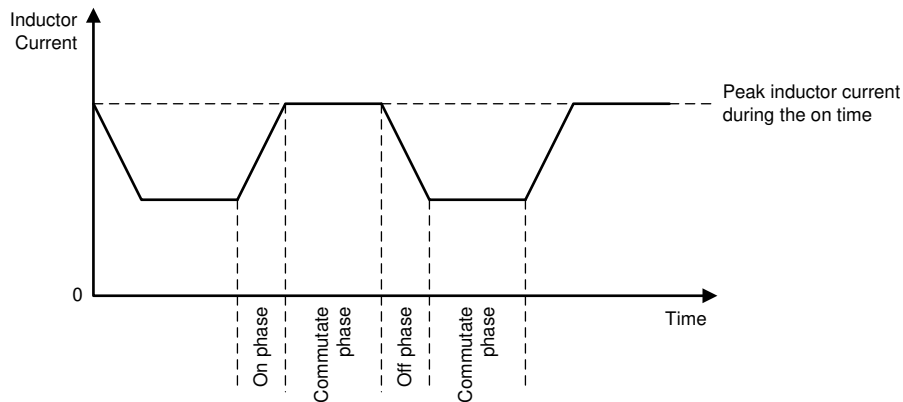 Inductor
Current
Peak inductor current
during the on time
0
Time
On phase
Commutate
phase
Off phase
Commutate
phase